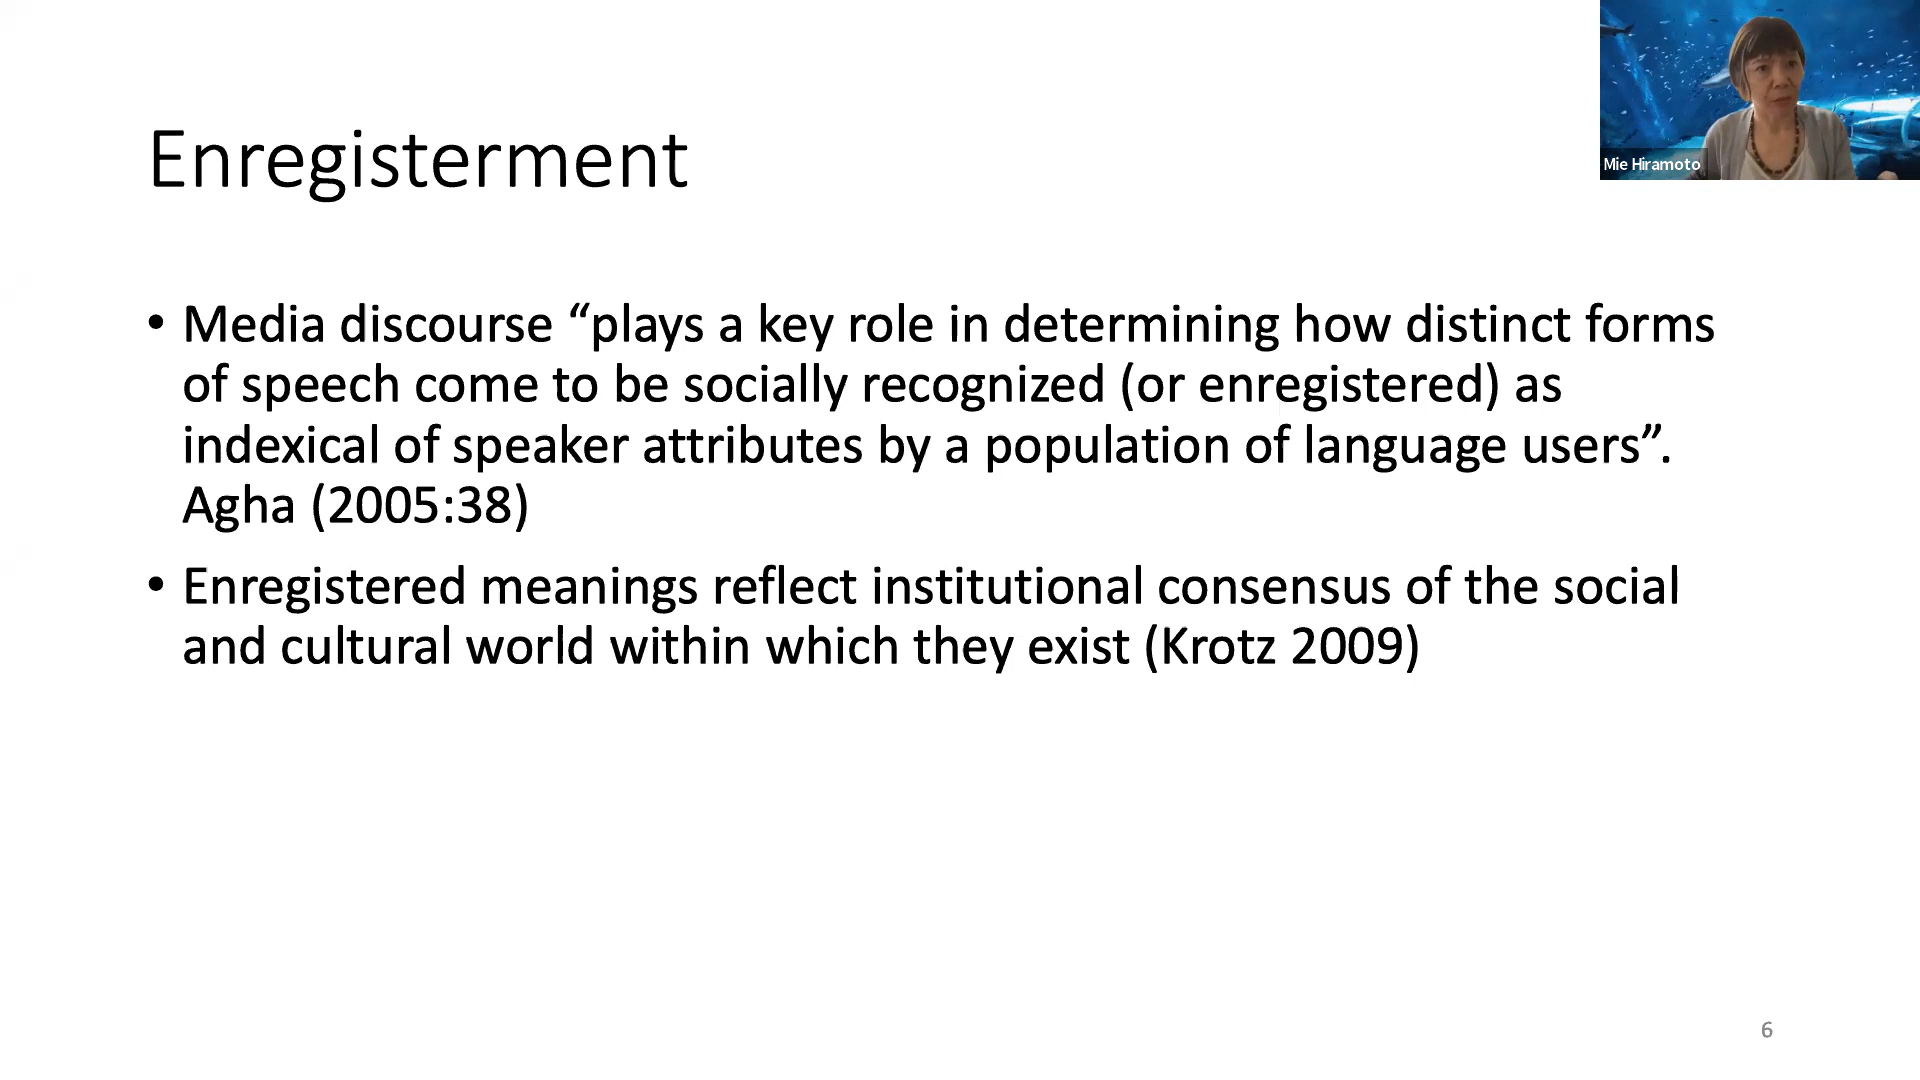 Mie Hiramoto
Enregisterment
• Media discourse “plays a key role in determining how distinct forms
of speech come to be socially recognized (or enregistered) as
indexical of speaker attributes by a population of language users”.
Agha (2005:38)
• Enregistered meanings reflect institutional consensus of the social
and cultural world within which they exist (Krotz 2009)
6